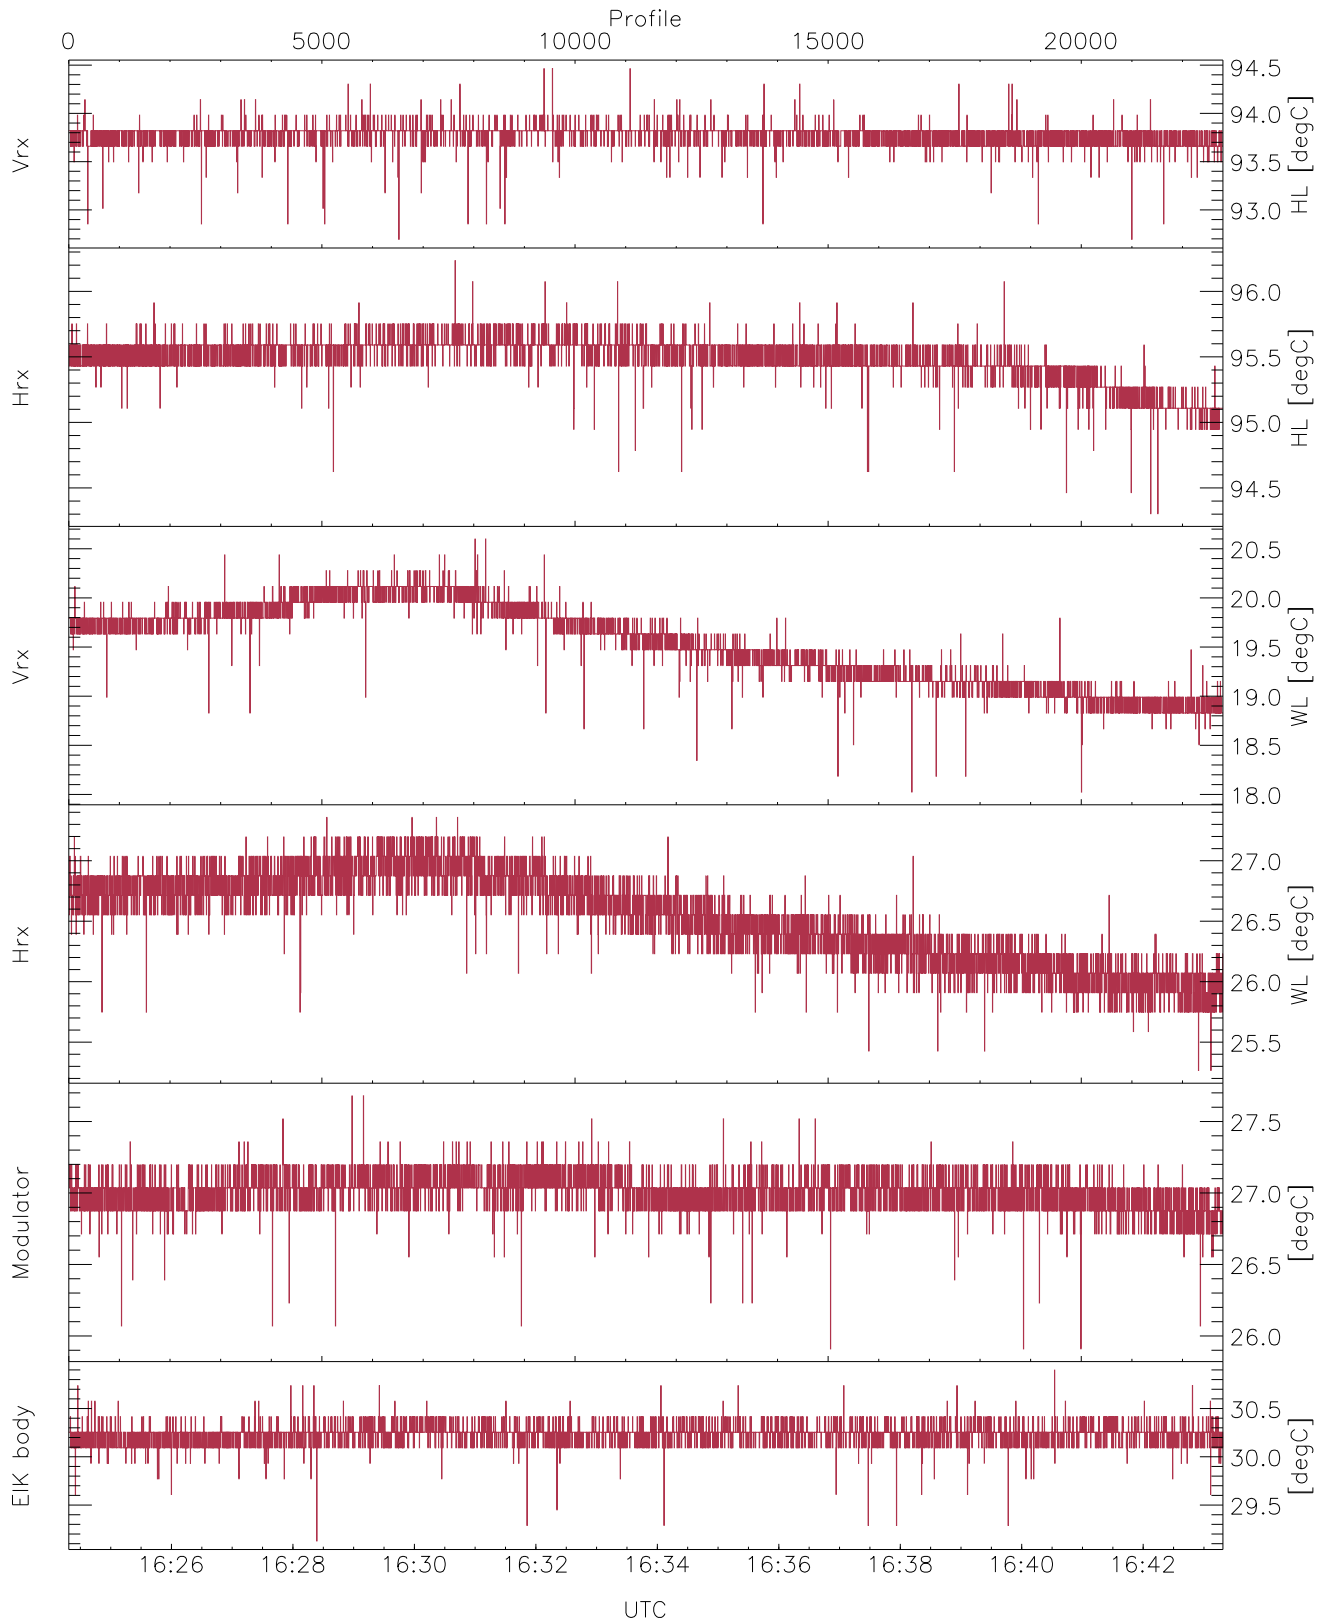 Profile
0 5000 10000 15000 20000
Vrx
94.5
94.0
93.5
93.0
HL [degC]
Hrx
96.0
95.5
95.0
94.5
HL [degC]
Vrx
20.5
20.0
19.5
19.0
18.5
18.0
WL [degC]
Hrx
27.0
26.5
26.0
25.5
WL [degC]
Modulator
27.5
27.0
26.5
26.0
[degC]
EIK body
30.5
30.0
29.5
[degC]
16:26 16:28 16:30 16:32 16:34 16:36 16:38 16:40 16:42
UTC